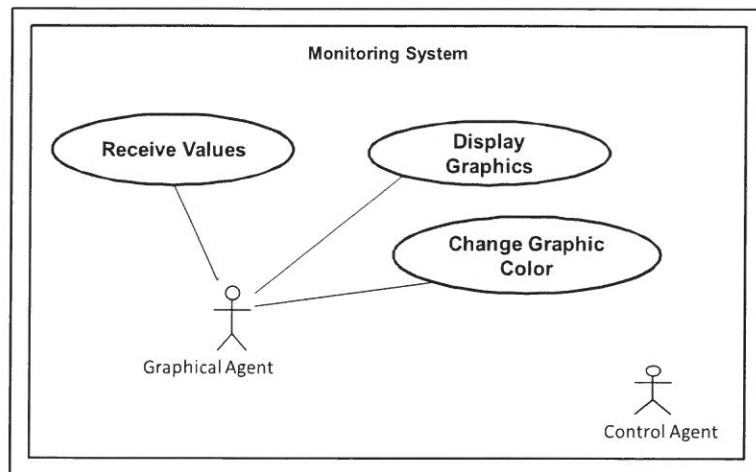 Monitoring System
Receive Values
Display
Graphics
Change Graphic
Color
Graphical Agent
Control Agent